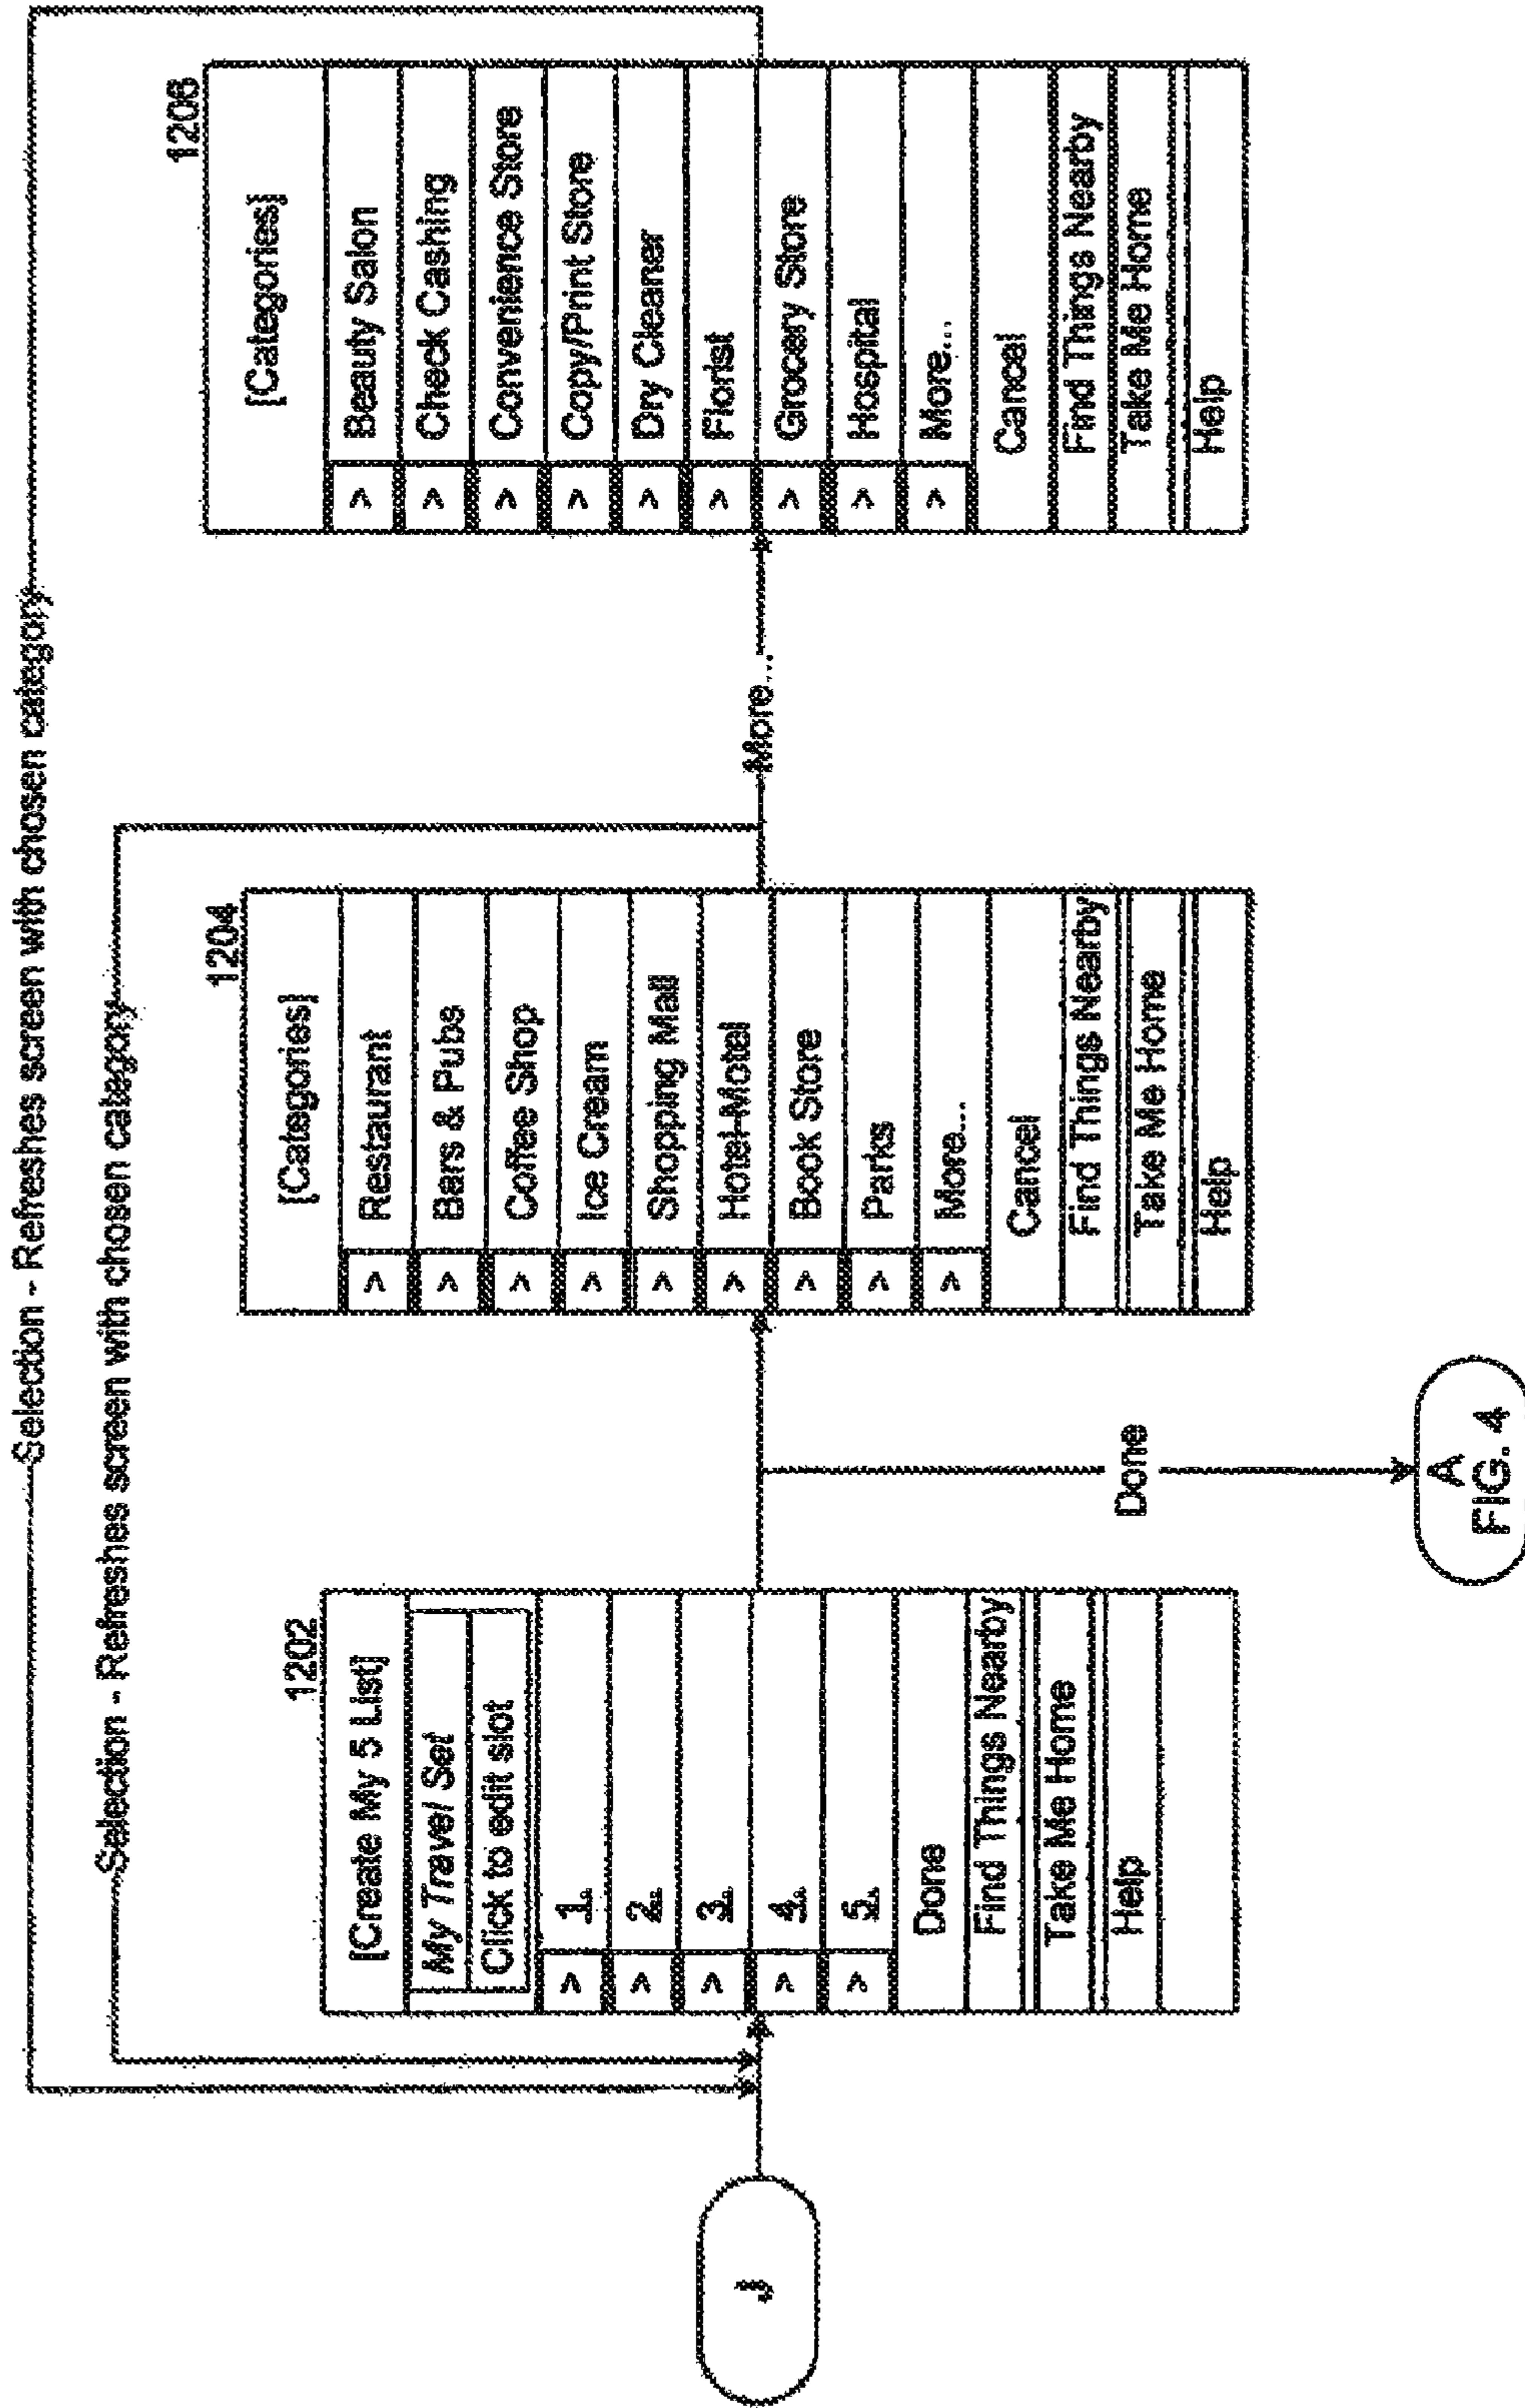 Selection - Refreshes screen with chosen category
Selection - Refreshes screen with chosen category
J
1202
[Create My 5 List]
My Travel Set
Click to edit slot
> 1.
> 2.
> 3.
> 4.
> 5.
Done
Find Things Nearby
Take Me Home
Help
Done
A
FIG. 4
1204
[Categories]
> Restaurant
> Bars & Pubs
> Coffee Shop
> Ice Cream
> Shopping Mall
> Hotel-Motel
> Book Store
> Parks
> More...
Cancel
Find Things Nearby
Take Me Home
Help
More...
1206
[Categories]
> Beauty Salon
> Check Cashing
> Convenience Store
> Copy/Print Store
> Dry Cleaner
> Florist
> Grocery Store
> Hospital
> More...
Cancel
Find Things Nearby
Take Me Home
Help